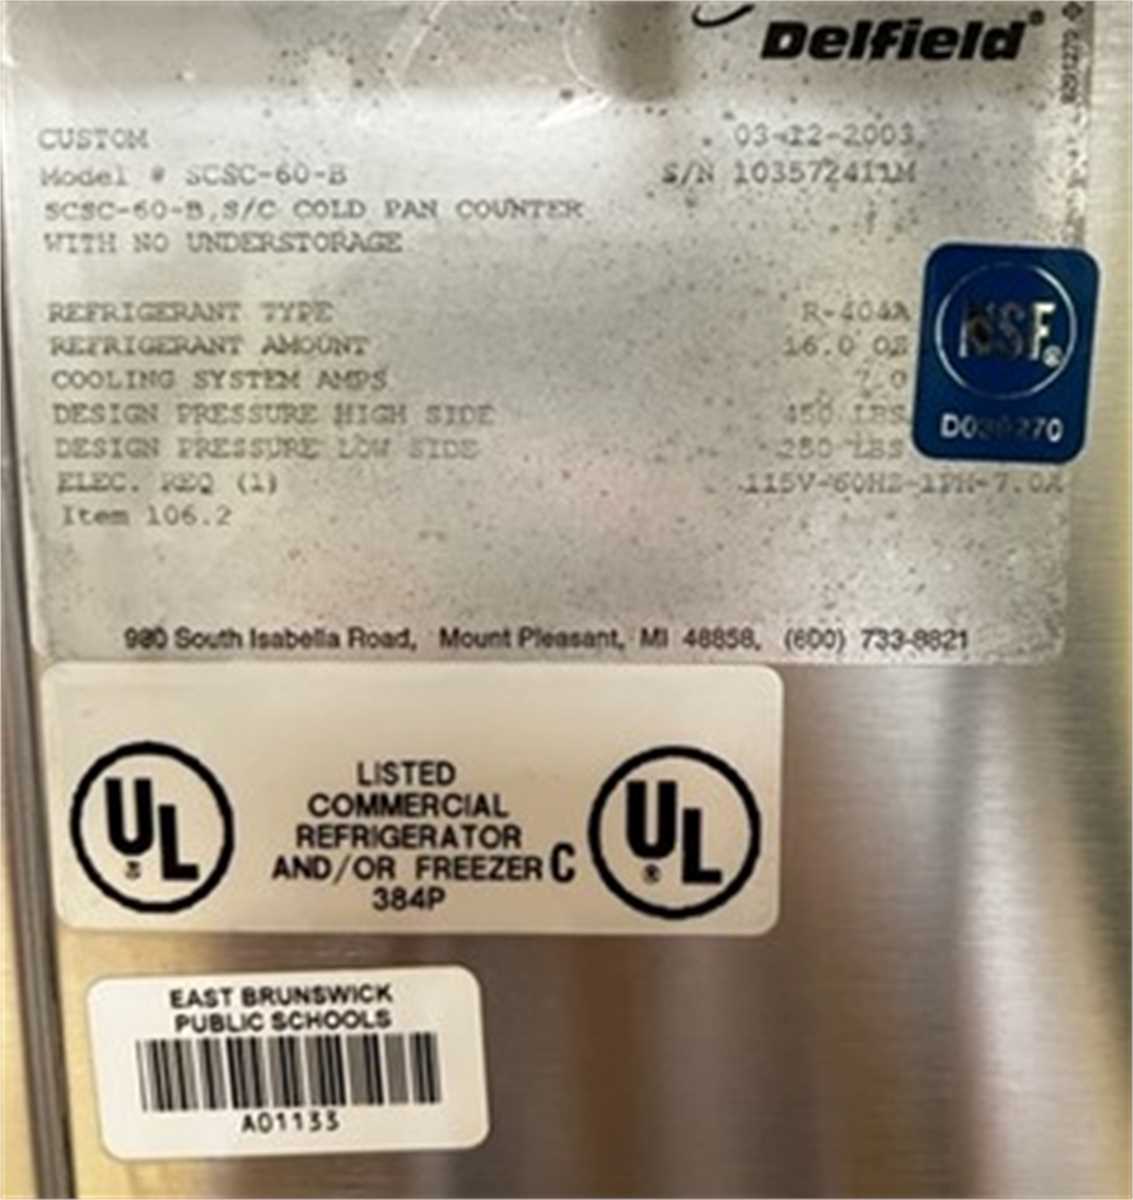 Delfield®
CUSTOM 03-12-2003
Model # SCSC-60-B S/N 1035724I1M
SCSC-60-B,S/C COLD PAN COUNTER
WITH NO UNDERSTORAGE
REFRIGERANT TYPE R-404A
REFRIGERANT AMOUNT 16.0 OZ
COOLING SYSTEM AMPS 7.0
DESIGN PRESSURE HIGH SIDE 450 LBS
DESIGN PRESSURE LOW SIDE 250 LBS
ELEC. REQ (1) 115V-60HZ-1PH-7.0A
Item 106.2
NSF®
980 South Isabella Road, Mount Pleasant, MI 48858, (800) 733-8821
UL®
LISTED
COMMERCIAL
REFRIGERATOR
AND/OR FREEZER
384P
C UL®
EAST BRUNSWICK
PUBLIC SCHOOLS
A01133